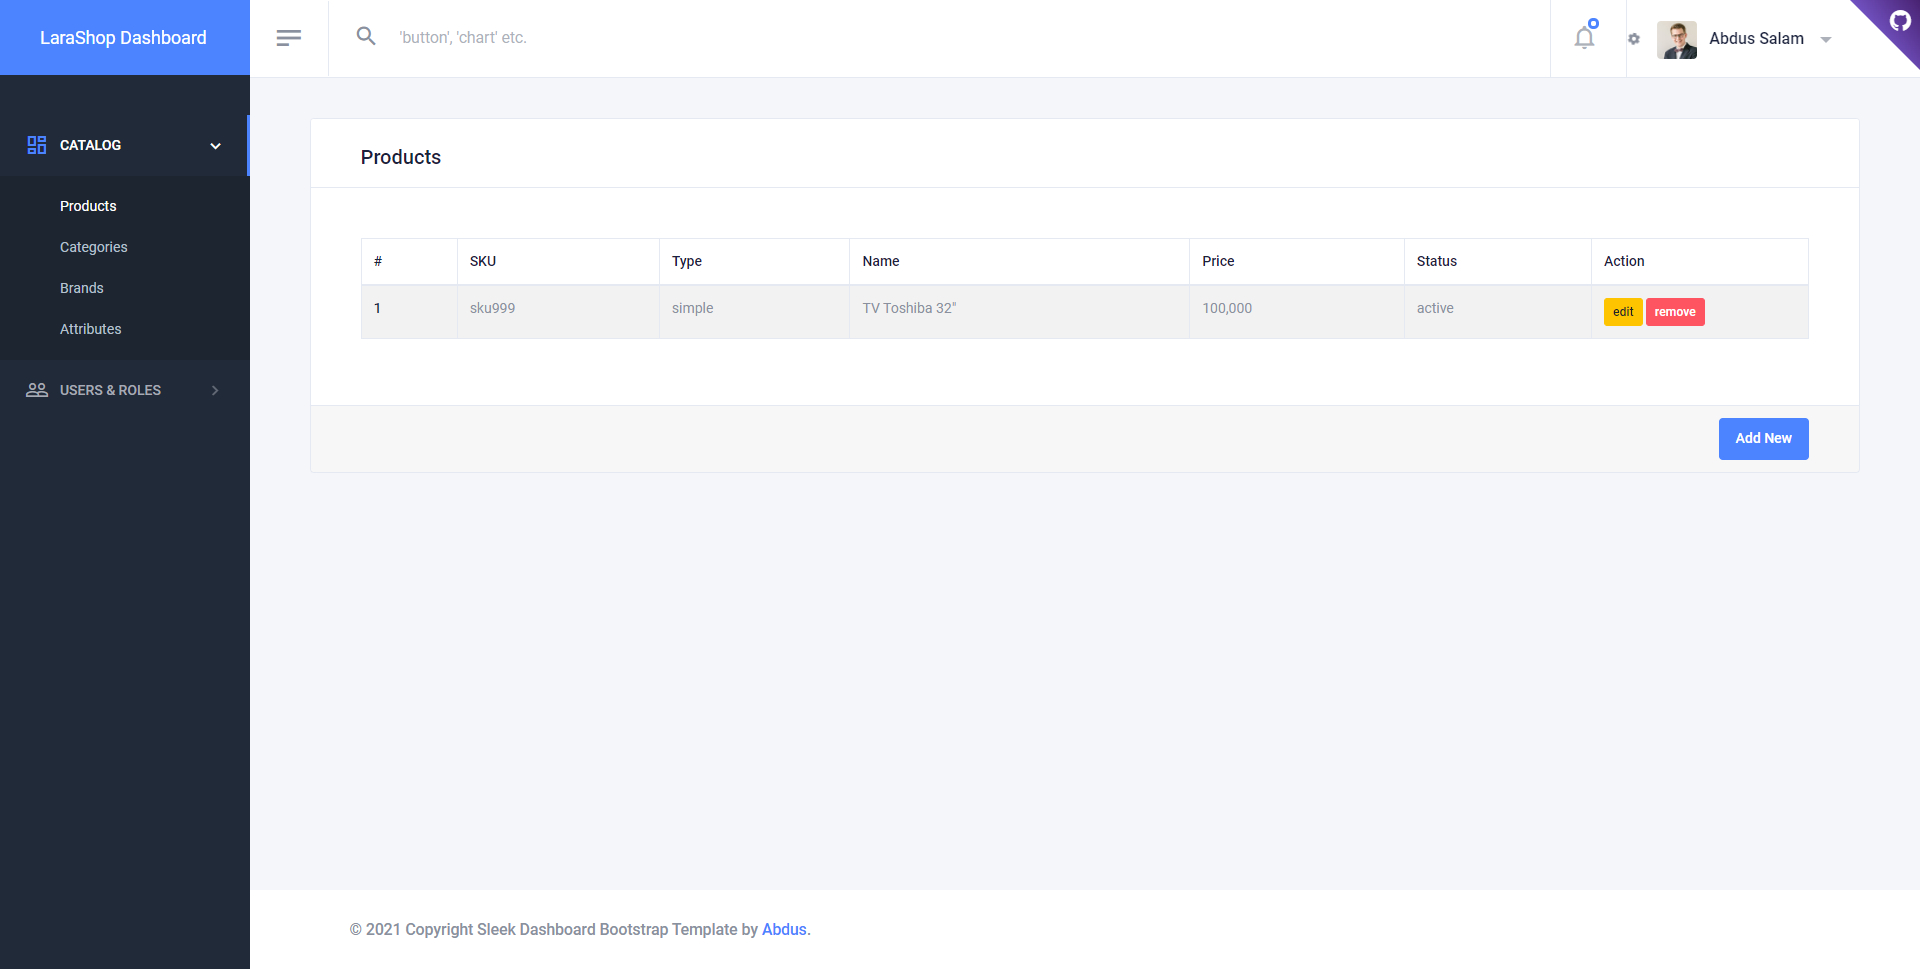 LaraShop Dashboard
'button', 'chart' etc.
Abdus Salam
CATALOG
Products
Categories
Brands
Attributes
USERS & ROLES
Products
# SKU Type Name Price Status Action
1 sku999 simple TV Toshiba 32" 100,000 active edit remove
Add New
© 2021 Copyright Sleek Dashboard Bootstrap Template by Abdus.